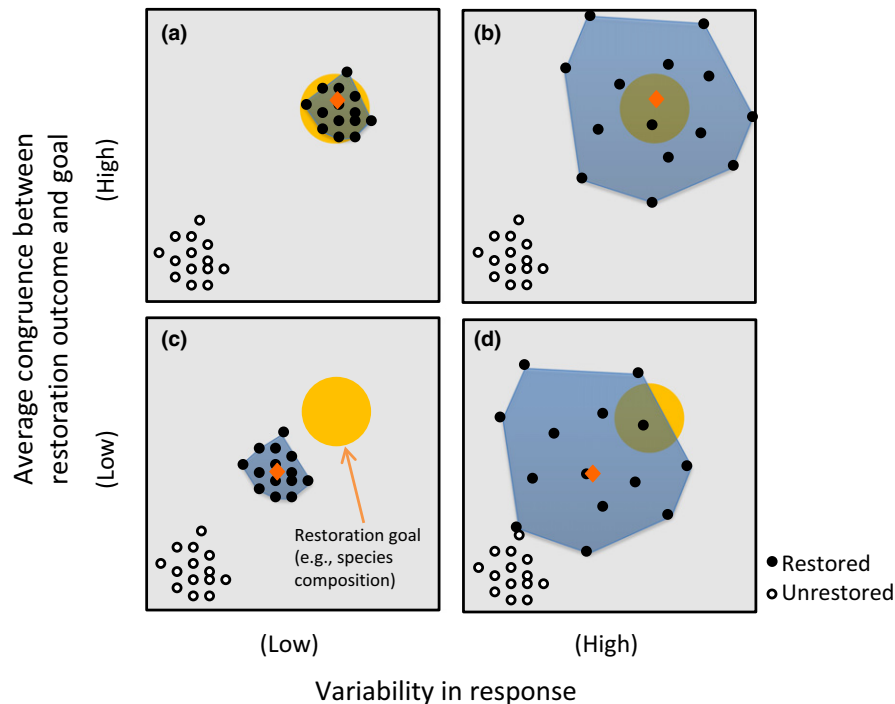 (a)
(b)
Average congruence between
restoration outcome and goal
(High)
(Low)
(c)
(d)
Restoration goal
(e.g., species
composition)
Restored
Unrestored
(Low)
(High)
Variability in response